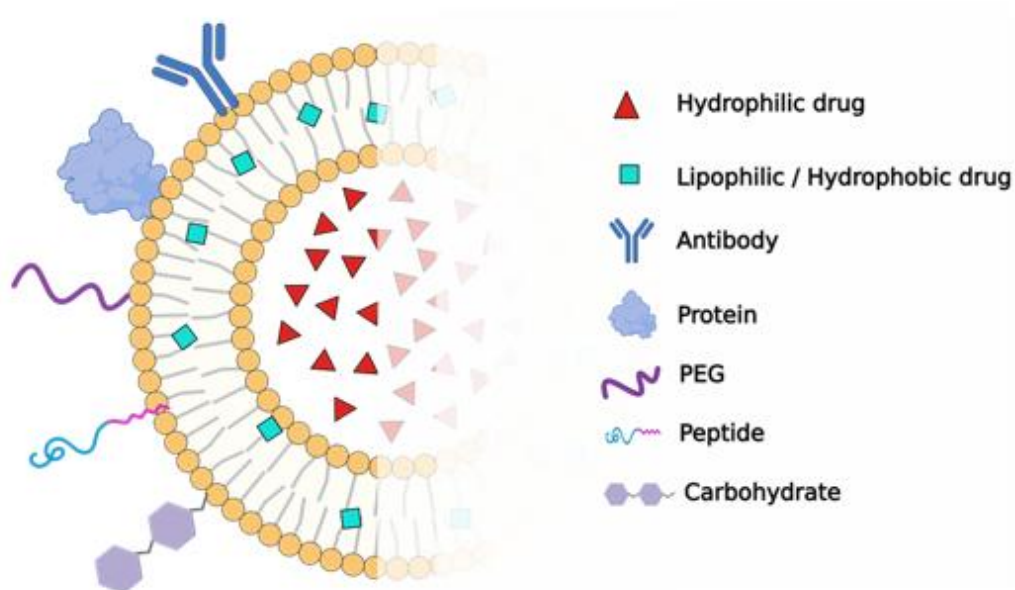 Hydrophilic drug
Lipophilic / Hydrophobic drug
Antibody
Protein
PEG
Peptide
Carbohydrate